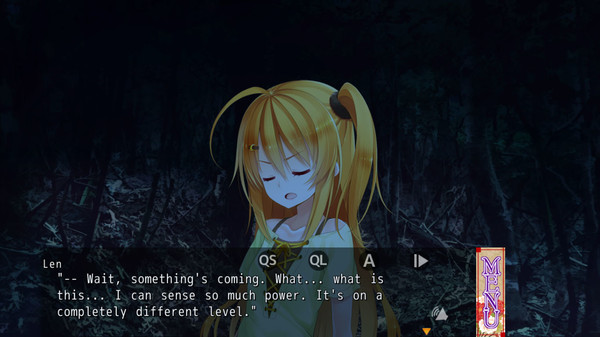 QS QL A
Len
"-- Wait, something's coming. What... what is
this... I can sense so much power. It's on a
completely different level."
MENU